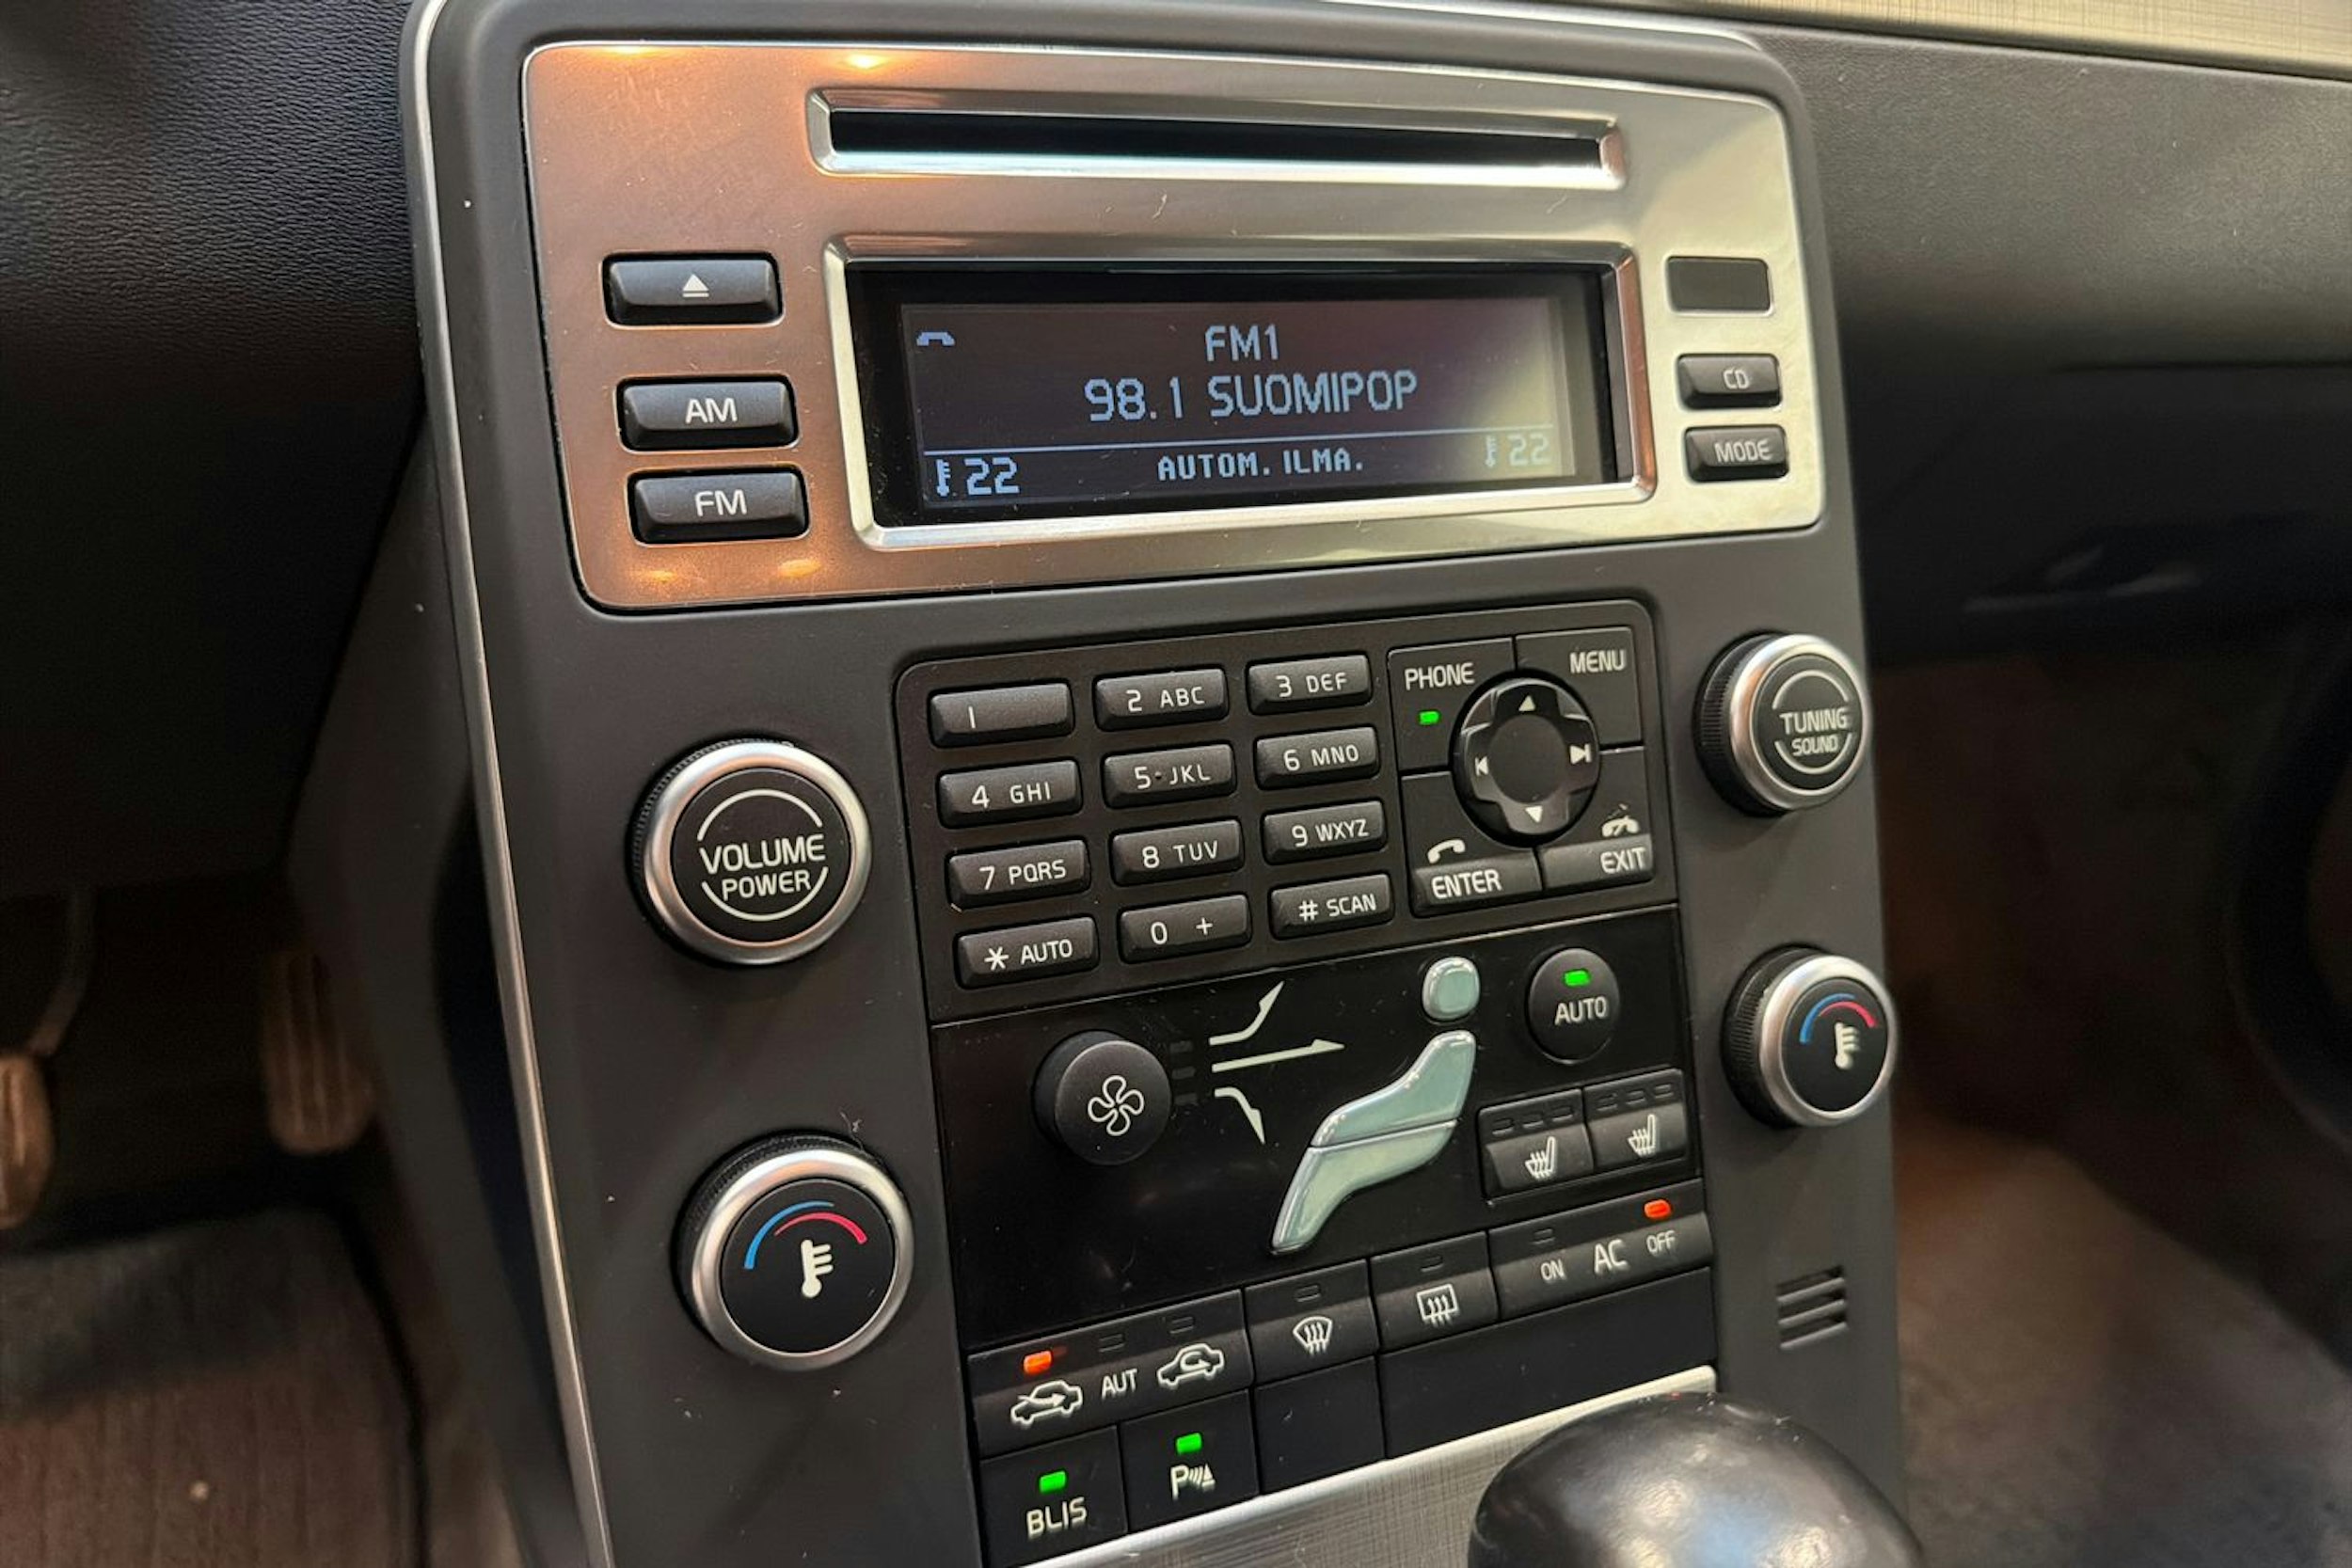 FM1
98.1 SUOMIPOP
22 AUTOM. ILMA. 22
AM
FM
CD
MODE
1
2 ABC
3 DEF
4 GHI
5 JKL
6 MNO
7 PQRS
8 TUV
9 WXYZ
* AUTO
0 +
# SCAN
PHONE
MENU
ENTER
EXIT
VOLUME
POWER
TUNING
SOUND
AUTO
ON AC OFF
AUT
BLIS
P